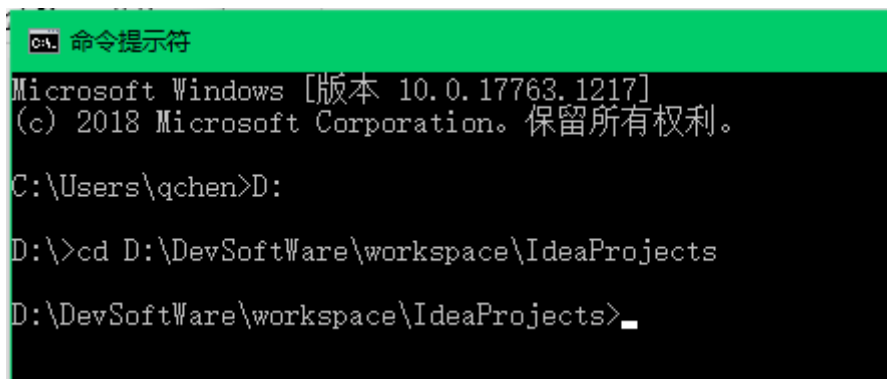 命令提示符
Microsoft Windows [版本 10.0.17763.1217]
(c) 2018 Microsoft Corporation。保留所有权利。
C:\Users\qchen>D:
D:\>cd D:\DevSoftWare\workspace\IdeaProjects
D:\DevSoftWare\workspace\IdeaProjects>